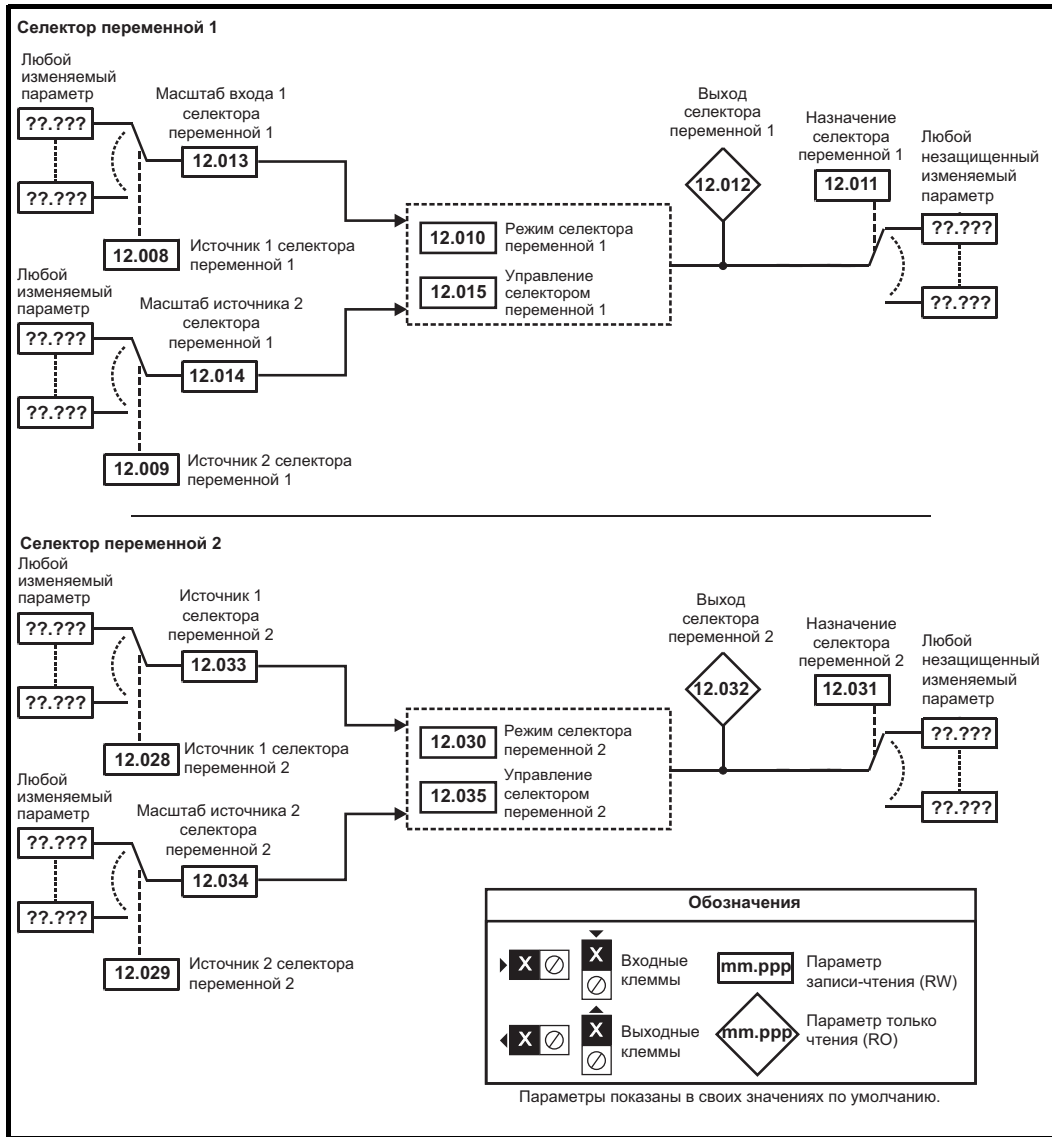 Селектор переменной 1
Любой
изменяемый
параметр
??.???
??.???
Масштаб входа 1
селектора
переменной 1
12.013
12.008
Источник 1 селектора
переменной 1
Любой
изменяемый
параметр
??.???
??.???
Масштаб источника 2
селектора
переменной 1
12.014
12.009
Источник 2 селектора
переменной 1
12.010
Режим селектора
переменной 1
12.015
Управление
селектором
переменной 1
Выход
селектора
переменной 1
12.012
Назначение
селектора
переменной 1
12.011
Любой
незащищенный
изменяемый
параметр
??.???
??.???
Селектор переменной 2
Любой
изменяемый
параметр
??.???
??.???
Источник 1
селектора
переменной 2
12.033
12.028
Источник 1 селектора
переменной 2
Любой
изменяемый
параметр
??.???
??.???
Масштаб источника 2
селектора
переменной 2
12.034
12.029
Источник 2 селектора
переменной 2
12.030
Режим селектора
переменной 2
12.035
Управление
селектором
переменной 2
Выход
селектора
переменной 2
12.032
Назначение
селектора
переменной 2
12.031
Любой
незащищенный
изменяемый
параметр
??.???
??.???
Обозначения
X
X
Входные
клеммы
mm.ppp
Параметр
записи-чтения (RW)
X
X
Выходные
клеммы
mm.ppp
Параметр только
чтения (RO)
Параметры показаны в своих значениях по умолчанию.